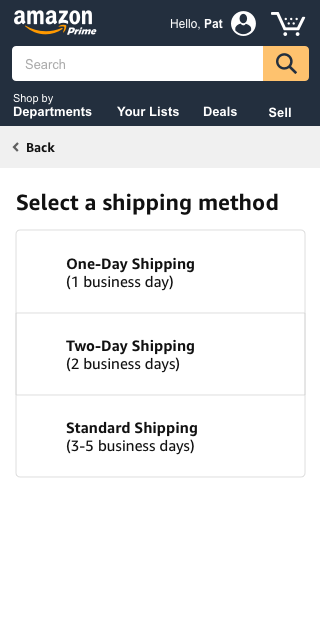 amazon
Prime
Hello, Pat
Search
Shop by
Departments
Your Lists
Deals
Sell
Back
Select a shipping method
One-Day Shipping
(1 business day)
Two-Day Shipping
(2 business days)
Standard Shipping
(3-5 business days)